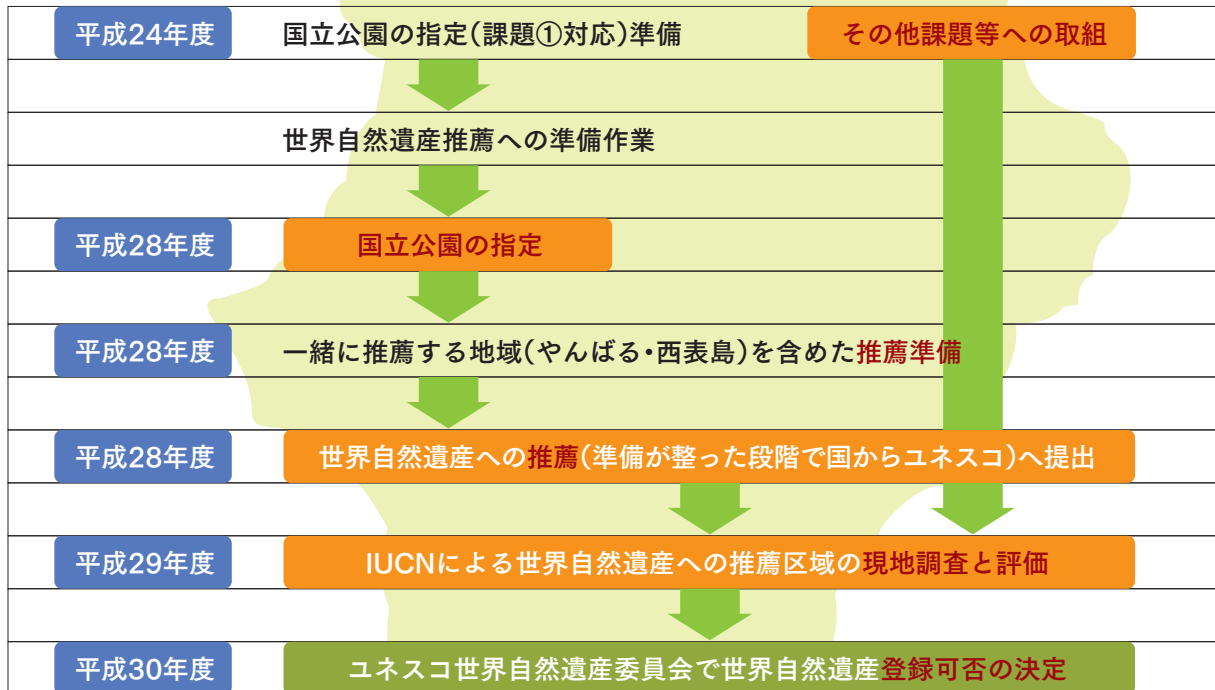 平成24年度
国立公園の指定(課題①対応)準備
その他課題等への取組
世界自然遺産推薦への準備作業
平成28年度
国立公園の指定
平成28年度
一緒に推薦する地域(やんばる・西表島)を含めた推薦準備
平成28年度
世界自然遺産への推薦(準備が整った段階で国からユネスコ)へ提出
平成29年度
IUCNによる世界自然遺産への推薦区域の現地調査と評価
平成30年度
ユネスコ世界自然遺産委員会で世界自然遺産登録可否の決定